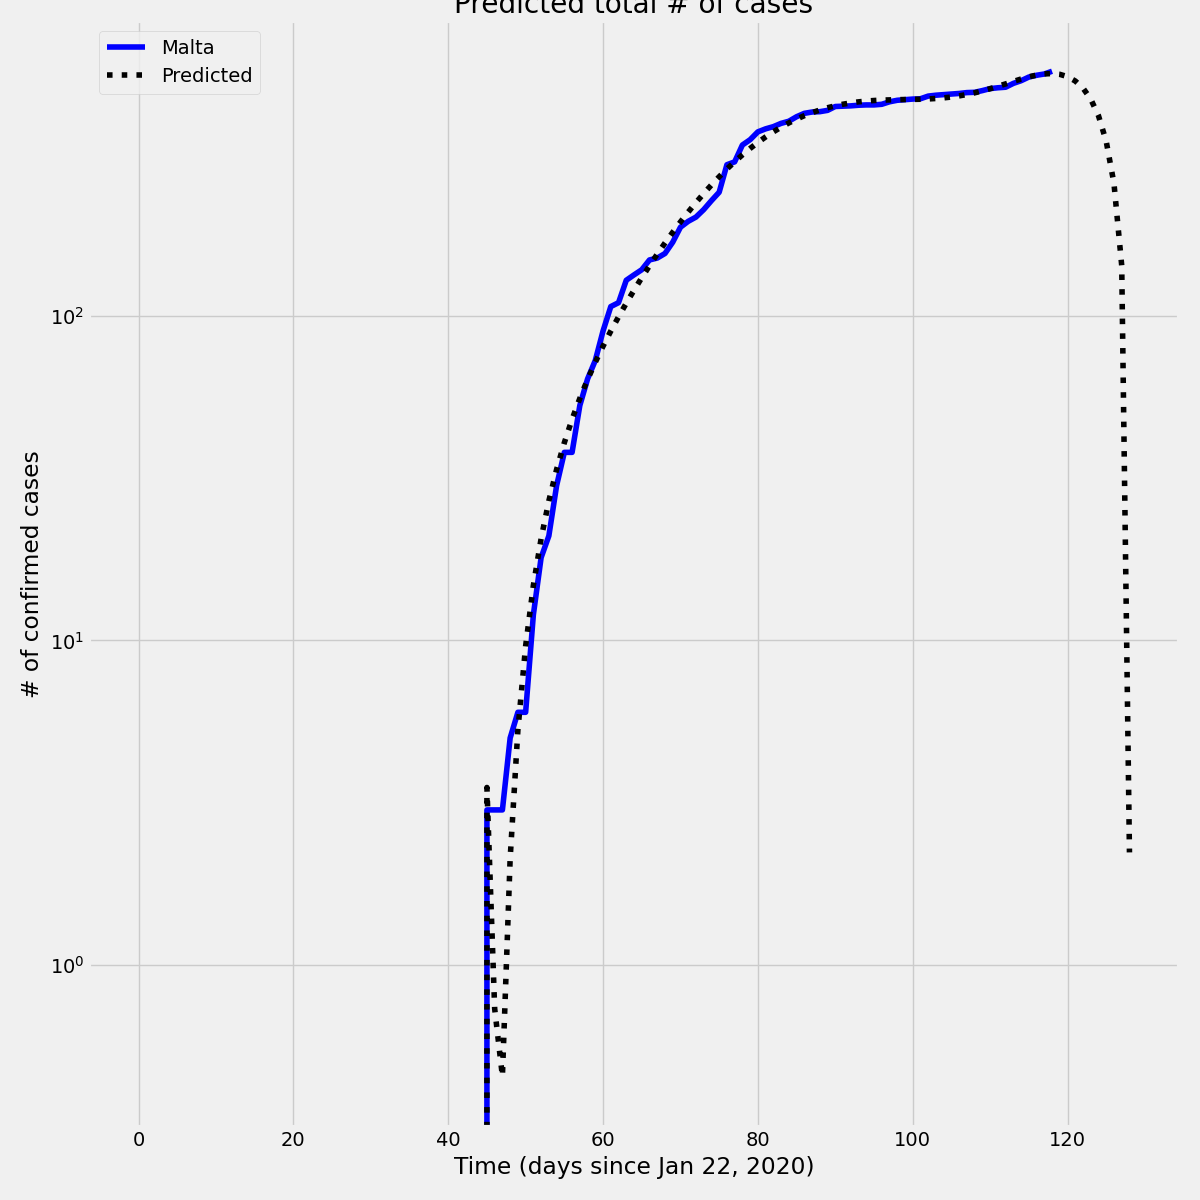 Predicted total # of cases
Malta
Predicted
# of confirmed cases
10²
10¹
10⁰
0 20 40 60 80 100 120
Time (days since Jan 22, 2020)